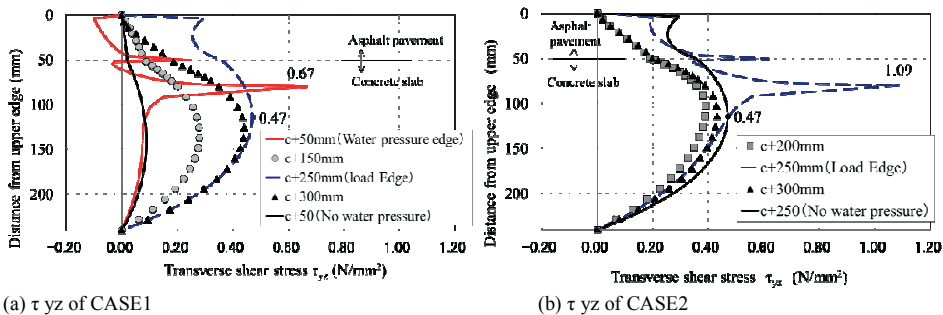 (a)
Distance from upper edge (mm)
0
50
100
150
200
Asphalt pavement
Concrete slab
0.67
0.47
c+50mm(Water pressure edge)
c+150mm
c+250mm(load Edge)
c+300mm
c+50(No water pressure)
−0.20 0.00 0.20 0.40 0.60 0.80 1.00 1.20
Transverse shear stress τyz (N/mm²)
(a) τ yz of CASE1
(b)
Distance from upper edge (mm)
0
50
100
150
200
Asphalt pavement
Concrete slab
1.09
0.47
c+200mm
c+250mm(Load Edge)
c+300mm
c+250(No water pressure)
−0.20 0.00 0.20 0.40 0.60 0.80 1.00 1.20
Transverse shear stress τyz (N/mm²)
(b) τ yz of CASE2